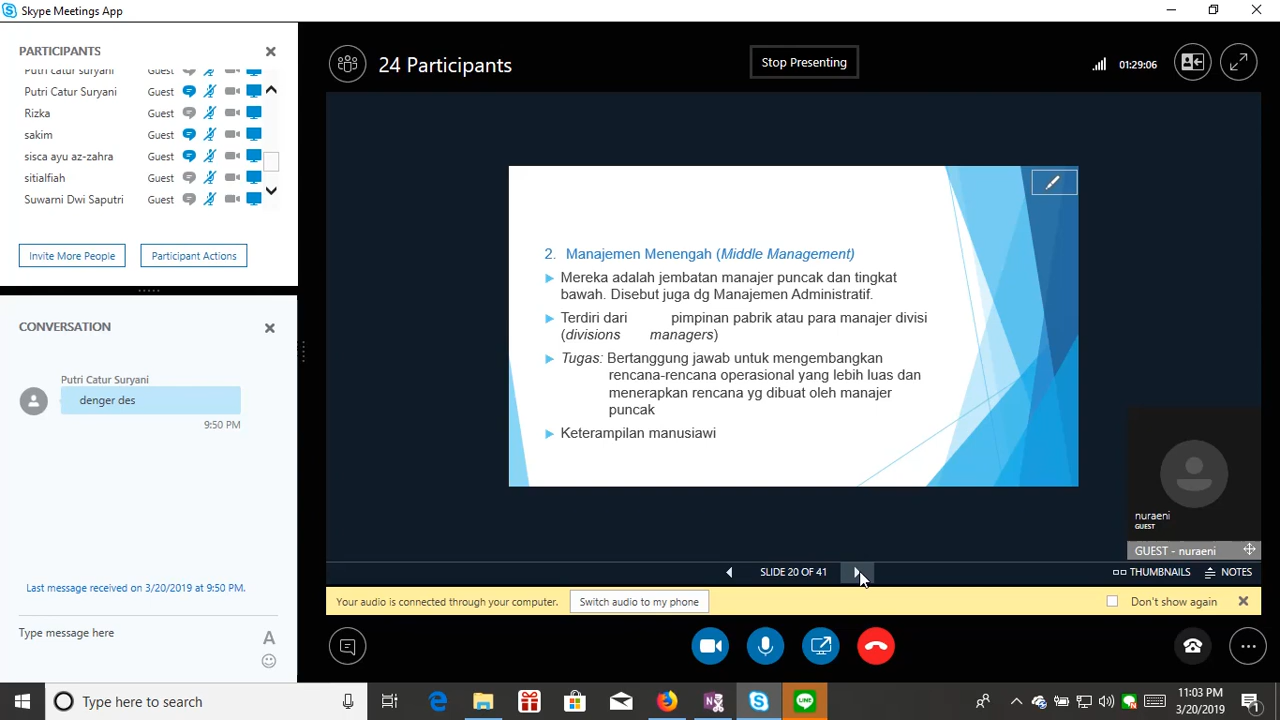 Skype Meetings App
PARTICIPANTS
Putri catur suryani Guest
Putri Catur Suryani Guest
Rizka Guest
sakim Guest
sisca ayu az-zahra Guest
sitialfiah Guest
Suwarni Dwi Saputri Guest
Invite More People Participant Actions
CONVERSATION
Putri Catur Suryani
denger des
9:50 PM
Last message received on 3/20/2019 at 9:50 PM.
Type message here
24 Participants
Stop Presenting
01:29:06
2. Manajemen Menengah (Middle Management)
Mereka adalah jembatan manajer puncak dan tingkat
bawah. Disebut juga dg Manajemen Administratif.
Terdiri dari pimpinan pabrik atau para manajer divisi
(divisions managers)
Tugas: Bertanggung jawab untuk mengembangkan
rencana-rencana operasional yang lebih luas dan
menerapkan rencana yg dibuat oleh manajer
puncak
Keterampilan manusiawi
nuraeni
GUEST
GUEST - nuraeni
SLIDE 20 OF 41
THUMBNAILS NOTES
Your audio is connected through your computer. Switch audio to my phone Don't show again
Type here to search
LINE
11:03 PM
3/20/2019
1